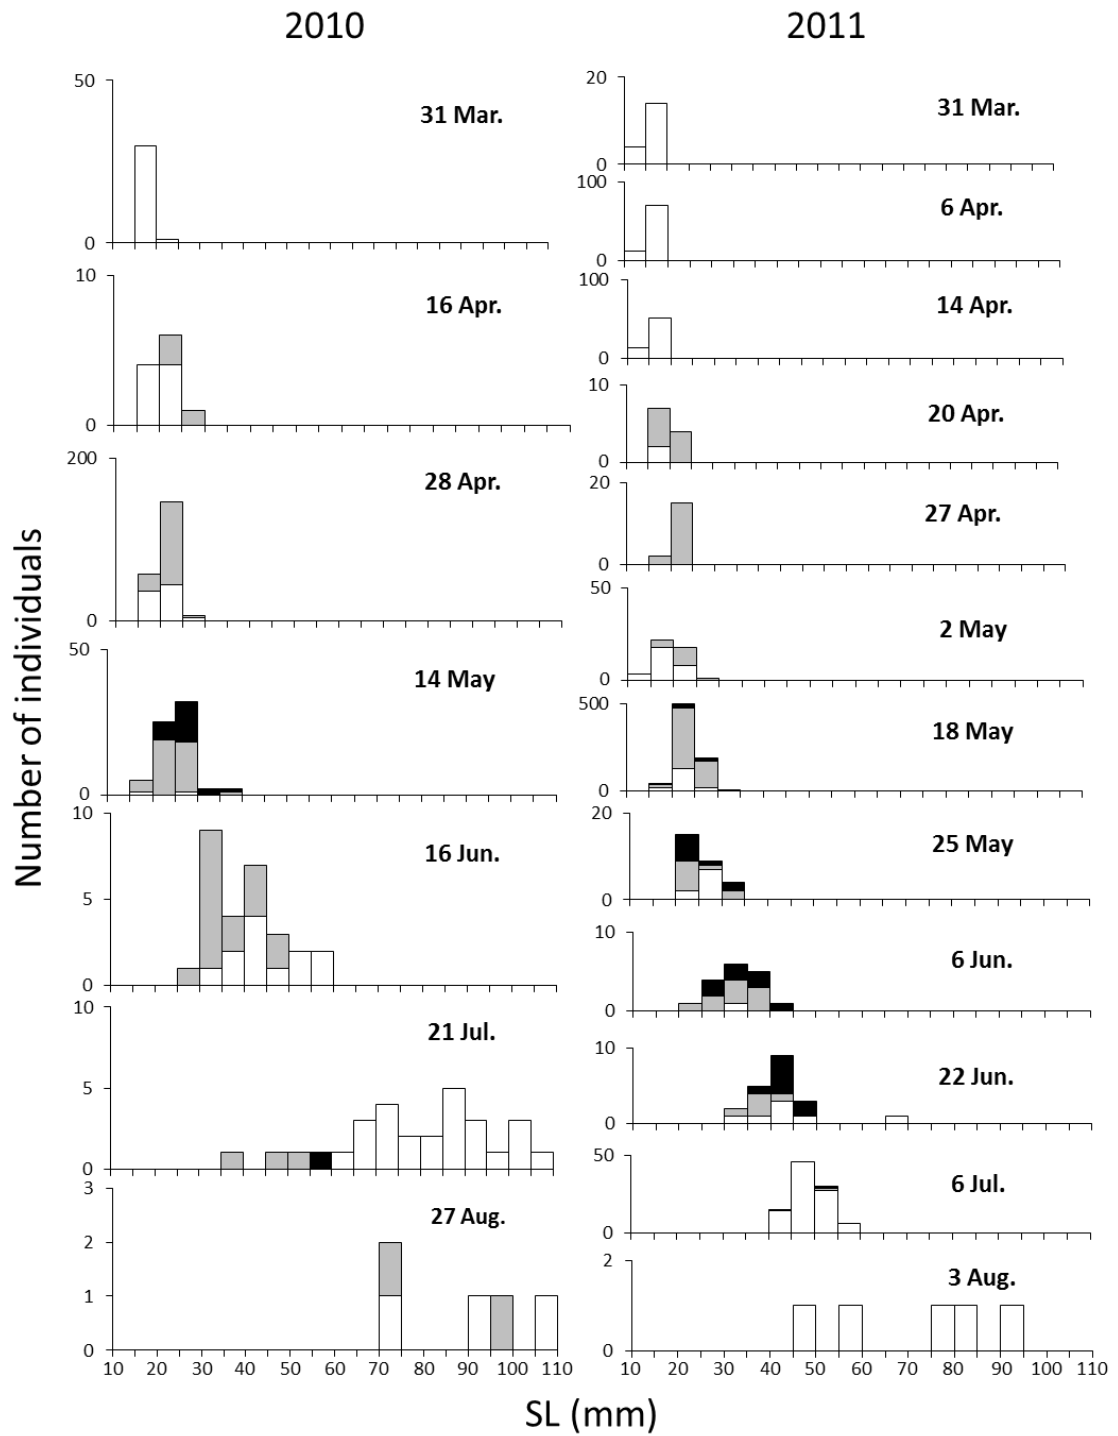 2010
2011
Number of individuals
50
0
31 Mar.
10
0
16 Apr.
200
0
28 Apr.
50
0
14 May
10
5
0
16 Jun.
10
5
0
21 Jul.
3
2
1
0
27 Aug.
10 20 30 40 50 60 70 80 90 100 110
20
0
31 Mar.
100
0
6 Apr.
100
0
14 Apr.
10
0
20 Apr.
20
0
27 Apr.
50
0
2 May
500
0
18 May
20
0
25 May
10
0
6 Jun.
10
0
22 Jun.
50
0
6 Jul.
2
0
3 Aug.
10 20 30 40 50 60 70 80 90 100 110
SL (mm)